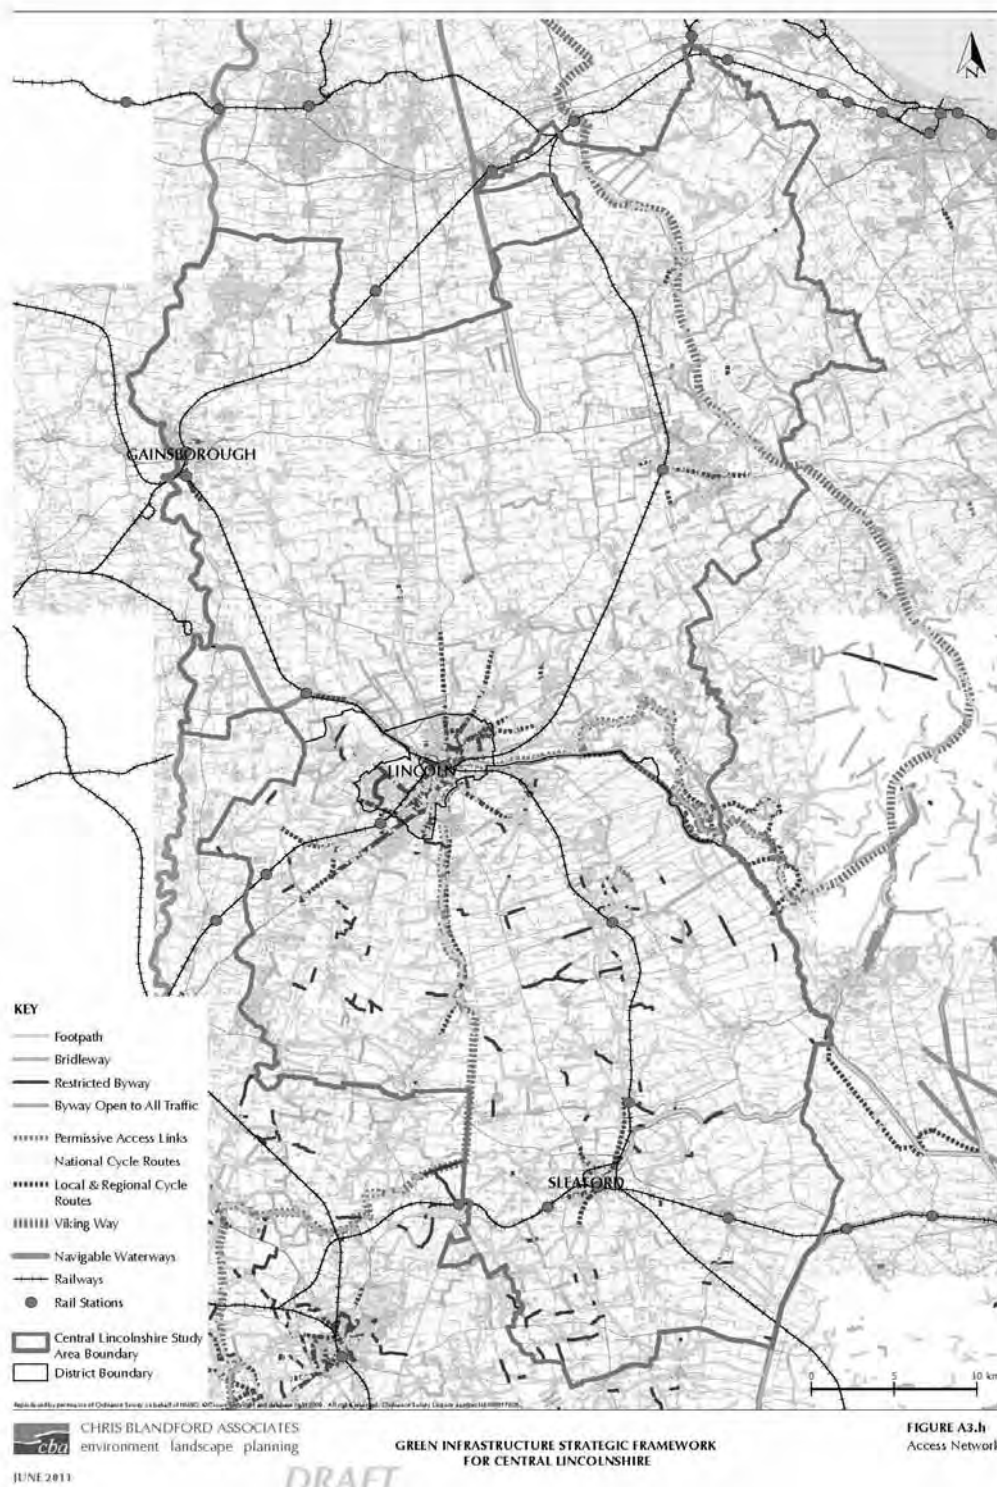 N
GAINSBOROUGH
LINCOLN
SLEAFORD
KEY
Footpath
Bridleway
Restricted Byway
Byway Open to All Traffic
Permissive Access Links
National Cycle Routes
Local & Regional Cycle
Routes
Viking Way
Navigable Waterways
Railways
Rail Stations
Central Lincolnshire Study
Area Boundary
District Boundary
0 5 10 km
cba
CHRIS BLANDFORD ASSOCIATES
environment landscape planning
JUNE 2011
DRAFT
GREEN INFRASTRUCTURE STRATEGIC FRAMEWORK
FOR CENTRAL LINCOLNSHIRE
FIGURE A3.h
Access Network